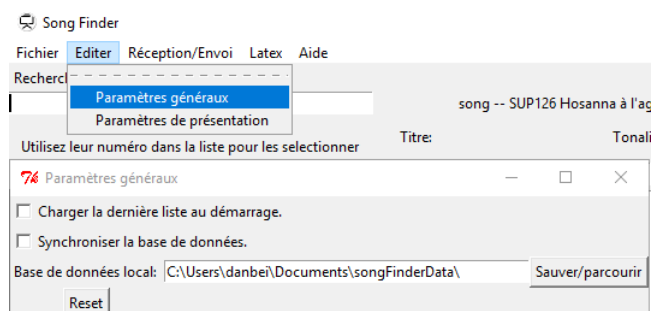 Song Finder
Fichier Editer Réception/Envoi Latex Aide
Paramètres généraux
song -- SUP126 Hosanna à l'ag
Paramètres de présentation
Utilisez leur numéro dans la liste pour les selectionner
Titre:
Paramètres généraux
Charger la dernière liste au démarrage.
Synchroniser la base de données.
Base de données local: C:\Users\danbei\Documents\songFinderData\ Sauver/parcourir
Reset